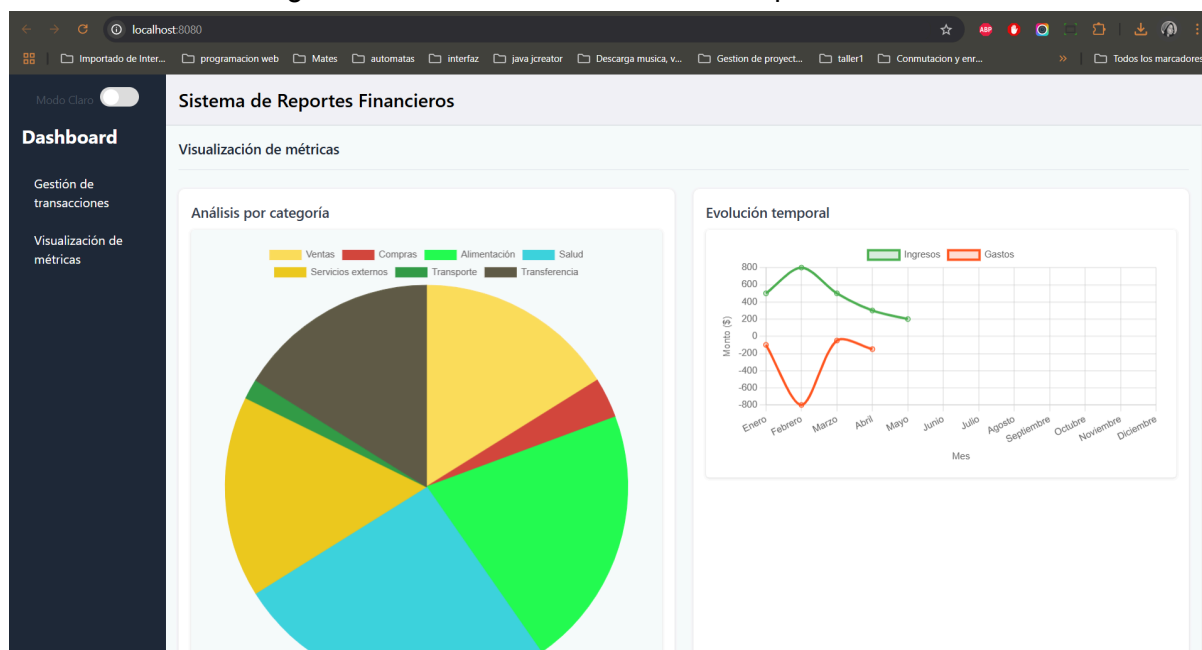 localhost:8080
ABP
Importado de Inter... programacion web Mates automatas interfaz java jcreator Descarga musica, v... Gestion de proyect... taller1 Conmutacion y enr... » Todos los marcadores
Modo Claro
Dashboard
Gestión de
transacciones
Visualización de
métricas
Sistema de Reportes Financieros
Visualización de métricas
Análisis por categoría
Ventas Compras Alimentación Salud
Servicios externos Transporte Transferencia
Evolución temporal
Ingresos Gastos
Monto ($)
800
600
400
200
0
-200
-400
-600
-800
Enero Febrero Marzo Abril Mayo Junio Julio Agosto Septiembre Octubre Noviembre Diciembre
Mes